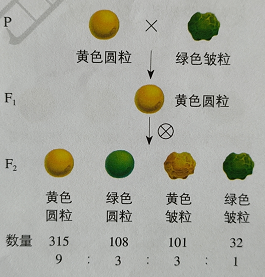 P × 
黄色圆粒 绿色皱粒
F₁ 黄色圆粒
⊗
F₂
黄色 绿色 黄色 绿色
圆粒 圆粒 皱粒 皱粒
数量 315 108 101 32
9 : 3 : 3 : 1